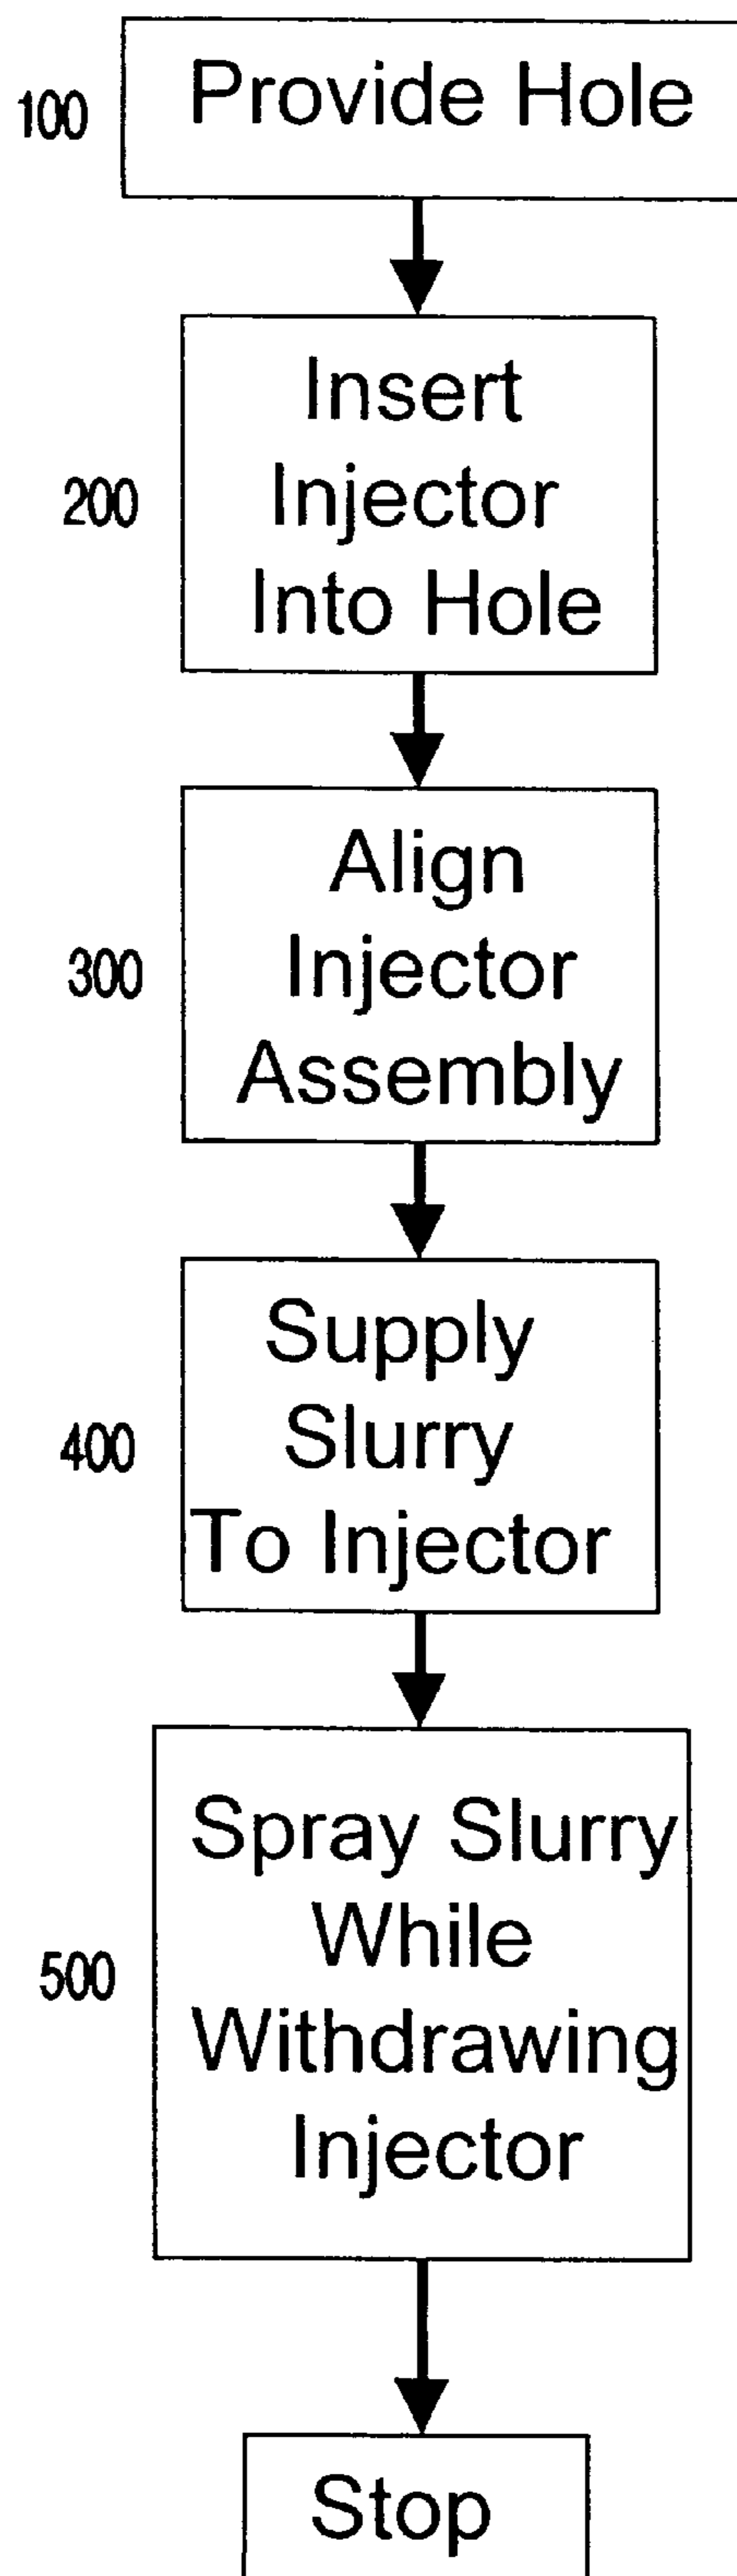 100
Provide Hole
200
Insert
Injector
Into Hole
300
Align
Injector
Assembly
400
Supply
Slurry
To Injector
500
Spray Slurry
While
Withdrawing
Injector
Stop